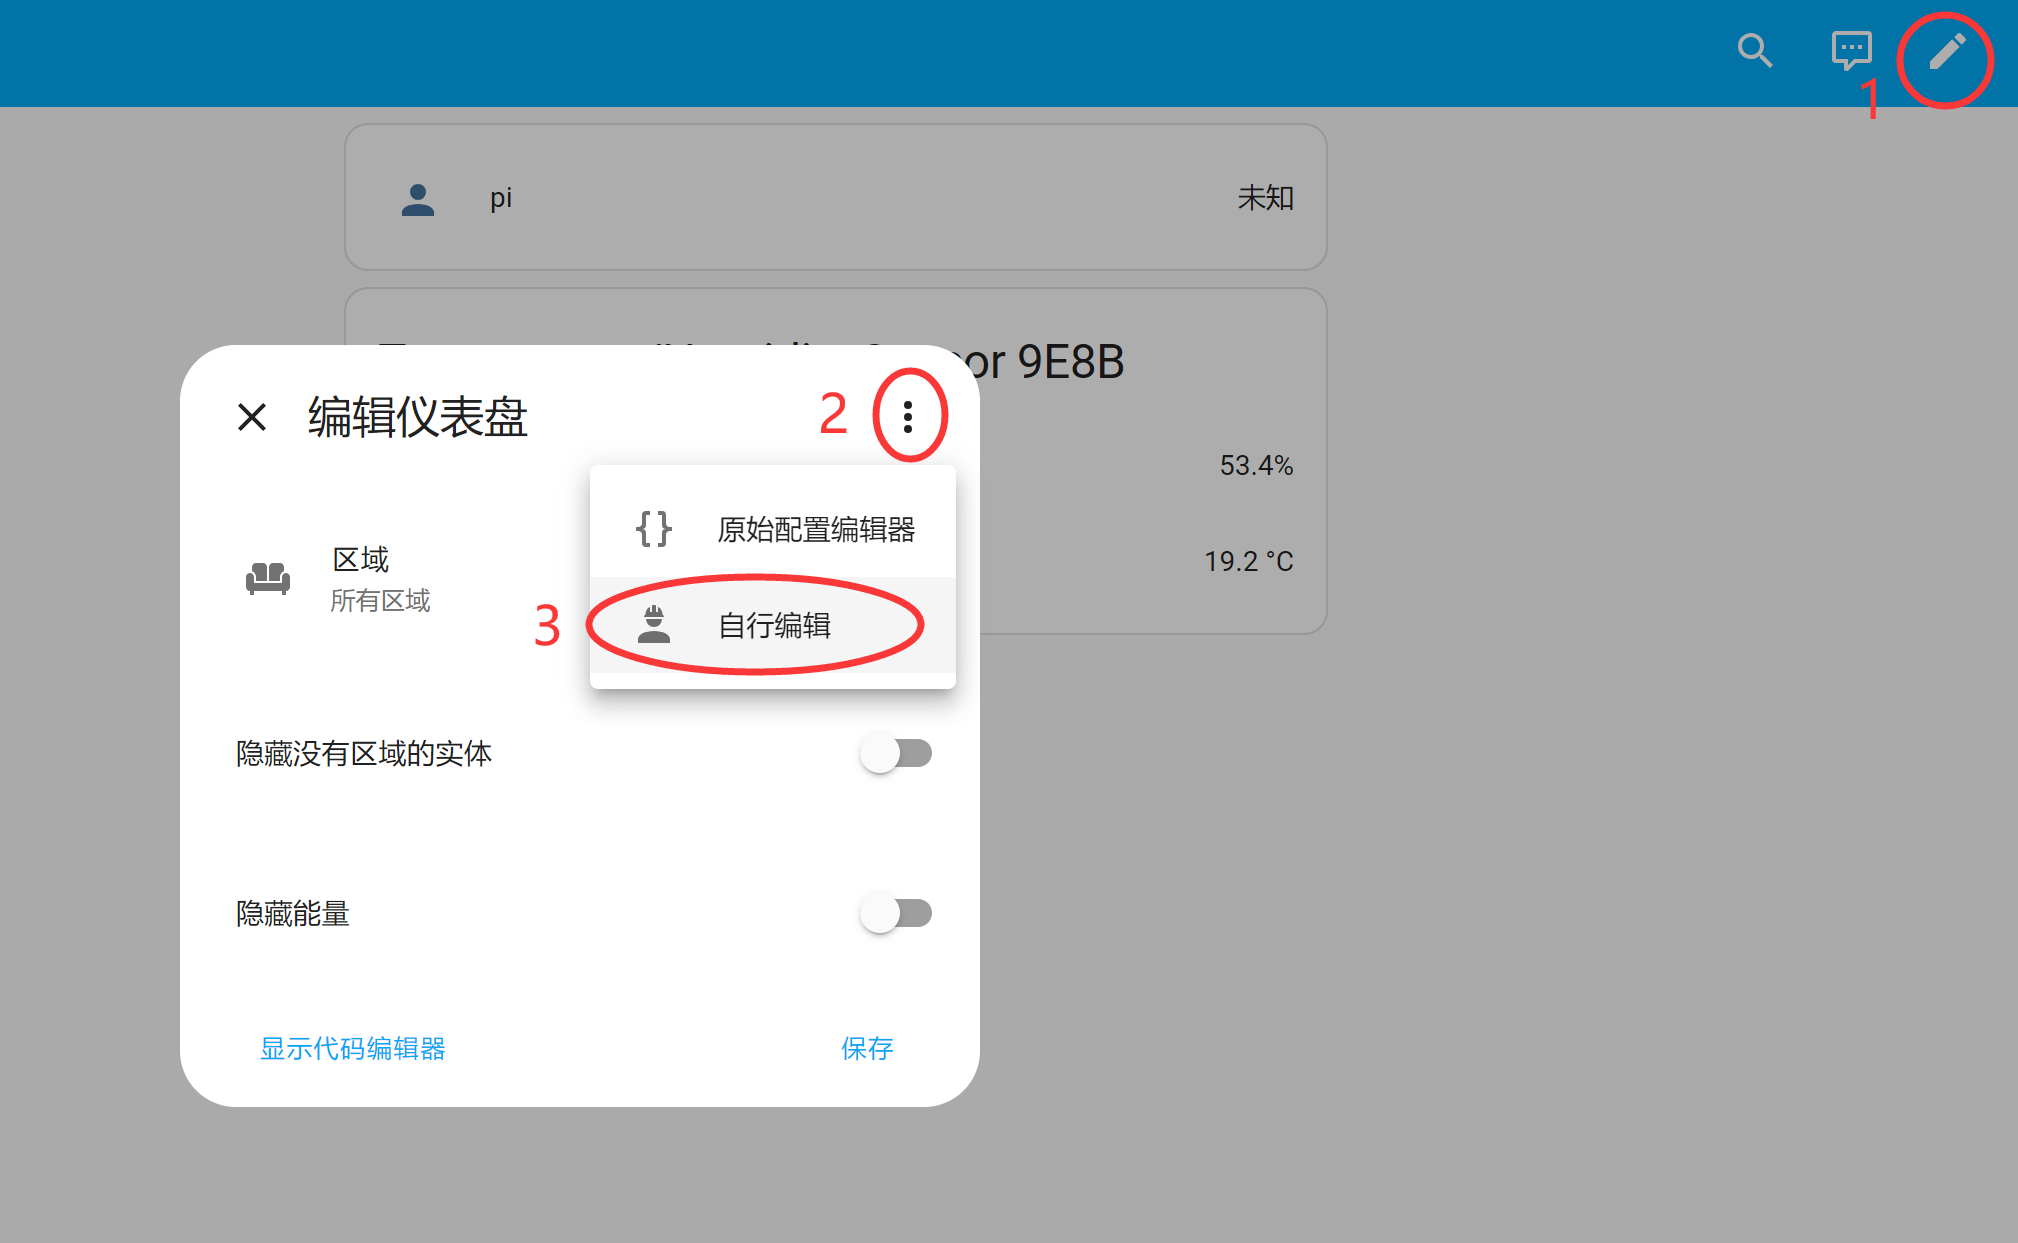 1
pi 未知
or 9E8B
编辑仪表盘 2
53.4%
原始配置编辑器
区域
所有区域
19.2 °C
3 自行编辑
隐藏没有区域的实体
隐藏能量
显示代码编辑器 保存